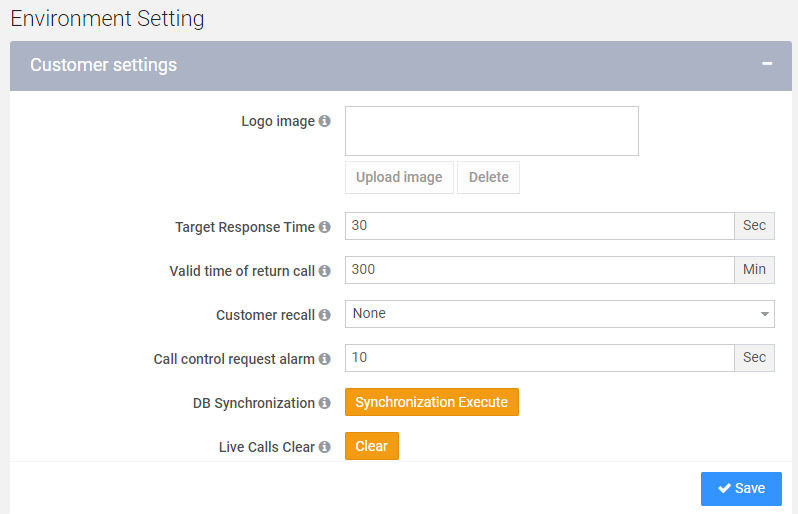 Environment Setting
Customer settings
Logo image
Upload image Delete
Target Response Time 30 Sec
Valid time of return call 300 Min
Customer recall None
Call control request alarm 10 Sec
DB Synchronization Synchronization Execute
Live Calls Clear Clear
Save